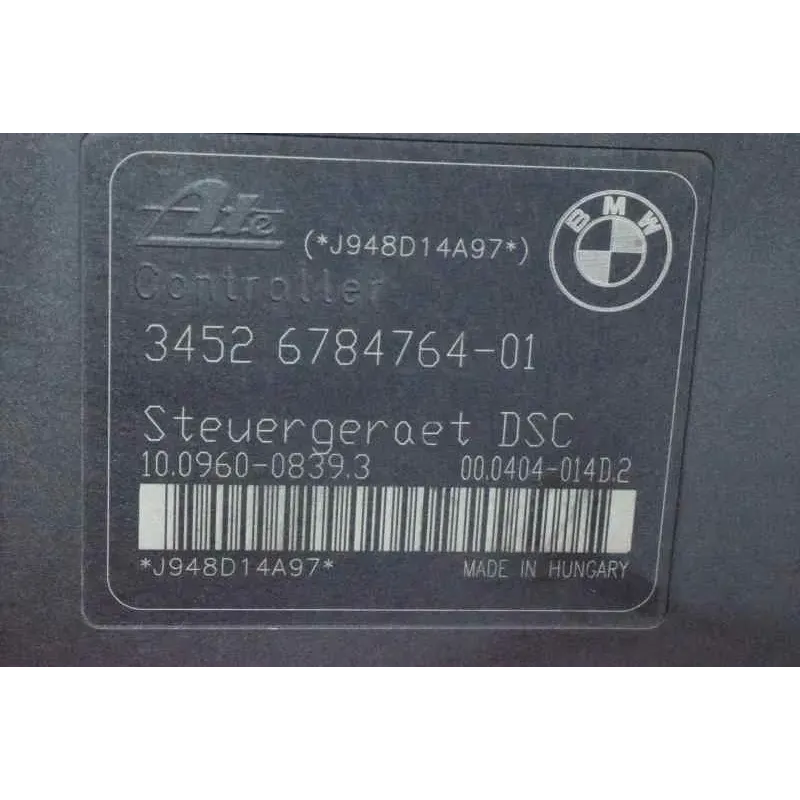 Ate
(*J948D14A97*)
BMW
Controller
3452 6784764-01
Steuergeraet DSC
10.0960-0839.3 00.0404-014D.2
*J948D14A97*
MADE IN HUNGARY